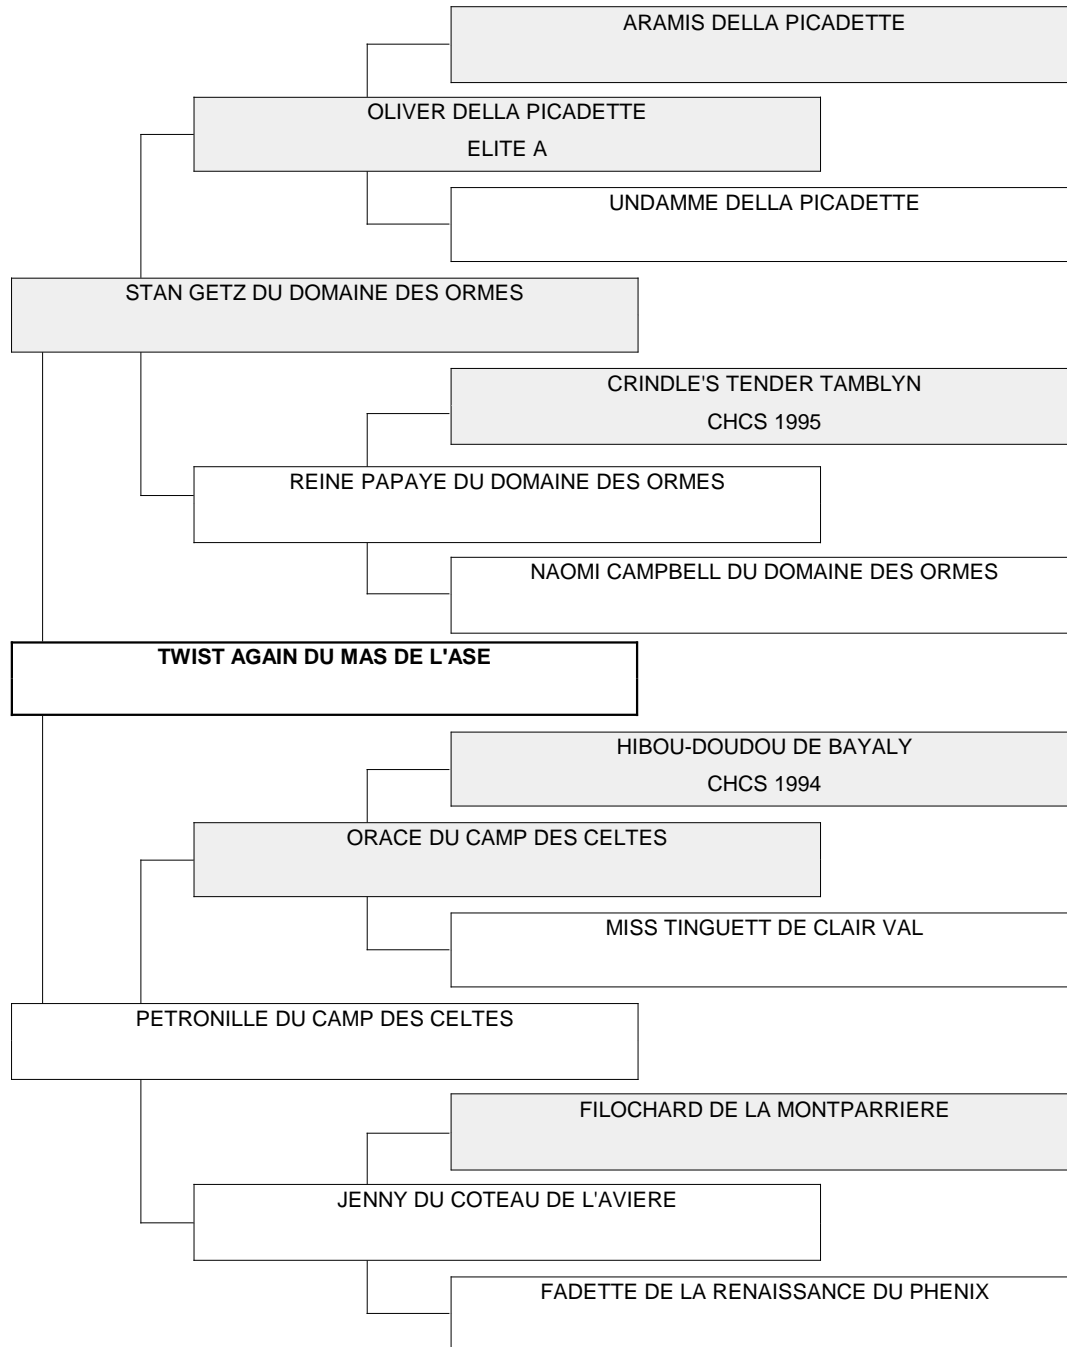 ARAMIS DELLA PICADETTE
OLIVER DELLA PICADETTE
ELITE A
UNDAMME DELLA PICADETTE
STAN GETZ DU DOMAINE DES ORMES
CRINDLE'S TENDER TAMBLYN
CHCS 1995
REINE PAPAYE DU DOMAINE DES ORMES
NAOMI CAMPBELL DU DOMAINE DES ORMES
TWIST AGAIN DU MAS DE L'ASE
HIBOU-DOUDOU DE BAYALY
CHCS 1994
ORACE DU CAMP DES CELTES
MISS TINGUETT DE CLAIR VAL
PETRONILLE DU CAMP DES CELTES
FILOCHARD DE LA MONTPARRIERE
JENNY DU COTEAU DE L'AVIERE
FADETTE DE LA RENAISSANCE DU PHENIX